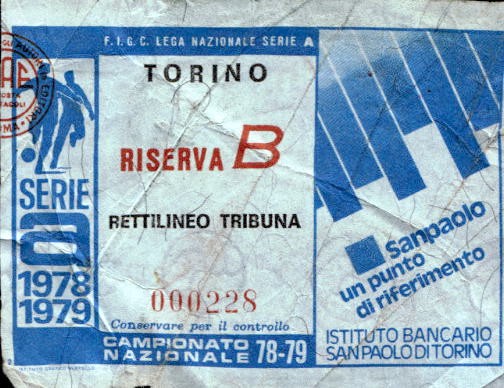 F. I. G. C. LEGA NAZIONALE SERIE A
TORINO
RISERVA B
RETTILINEO TRIBUNA
000228
Conservare per il controllo
CAMPIONATO
NAZIONALE 78-79
SERIE
a
1978
1979
sanpaolo
un punto
di riferimento
ISTITUTO BANCARIO
SAN PAOLO DI TORINO